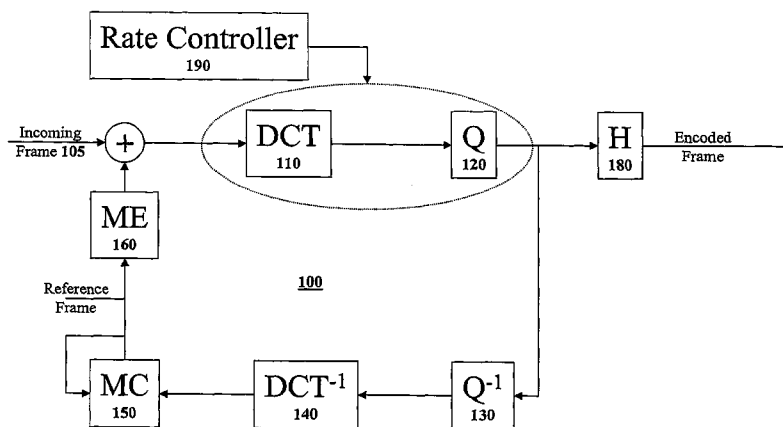 Rate Controller
190
Incoming
Frame 105
+
DCT
110
Q
120
H
180
Encoded
Frame
ME
160
100
Reference
Frame
MC
150
DCT-1
140
Q-1
130